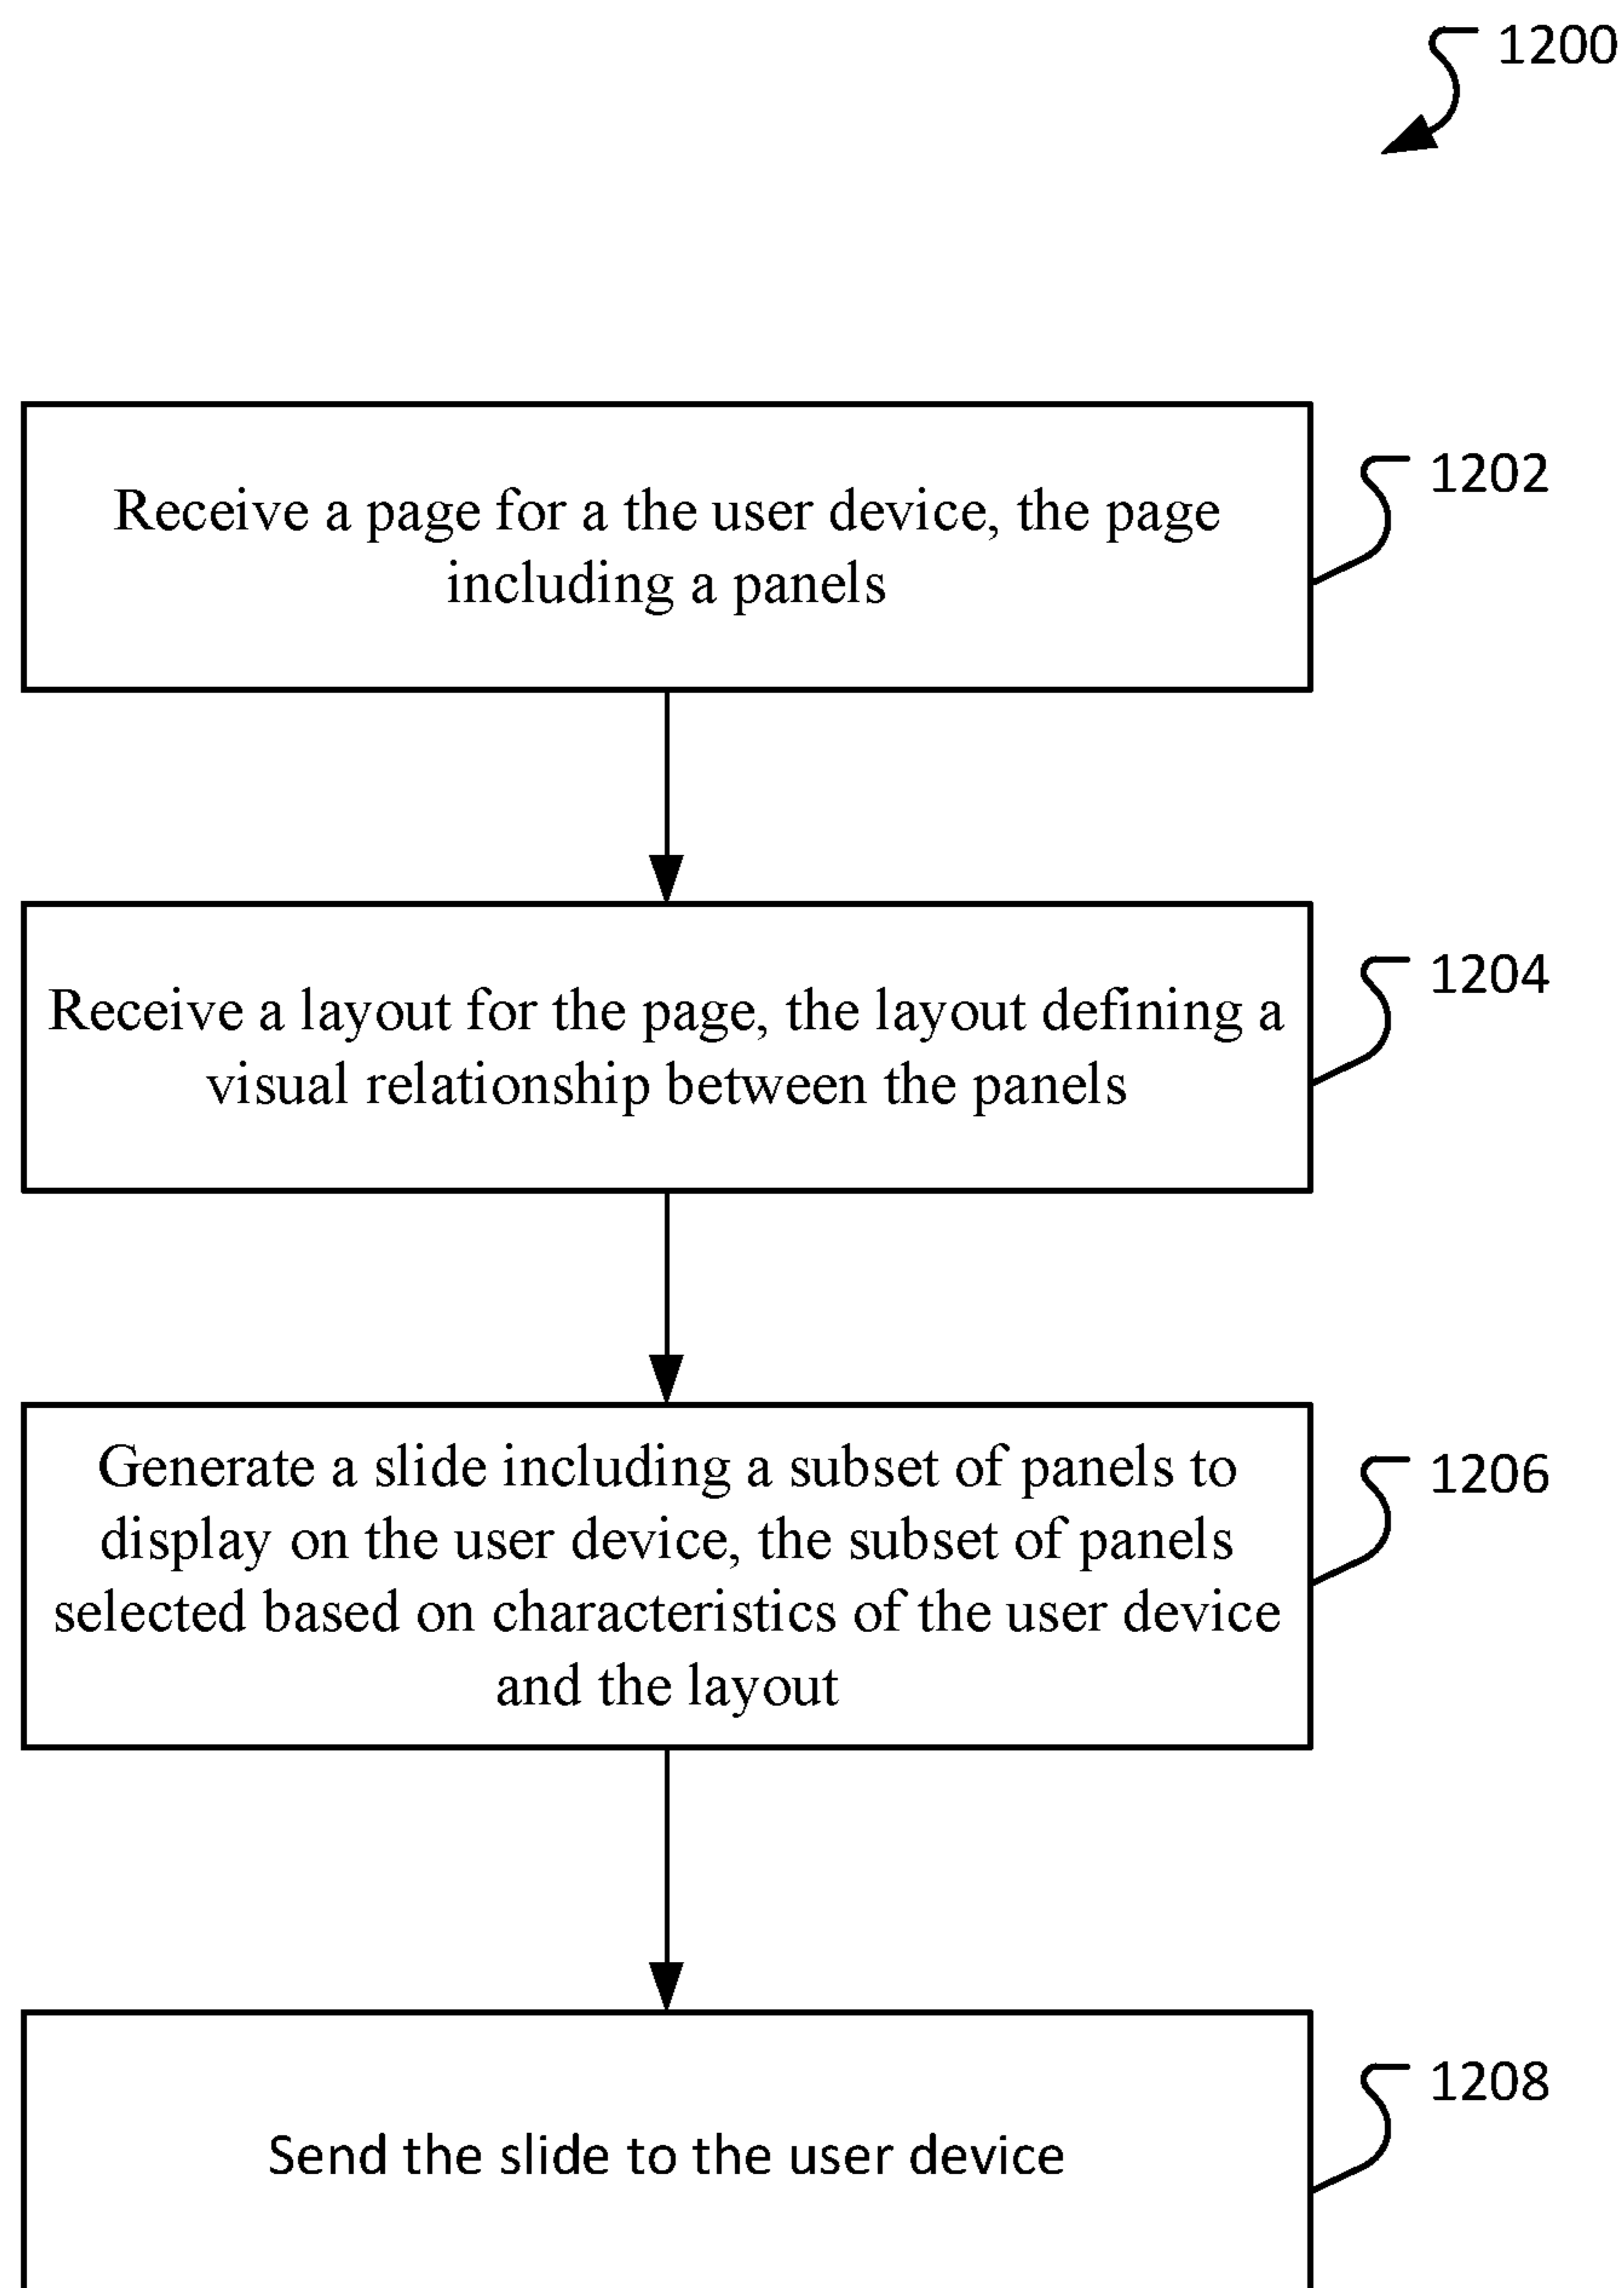 1200
Receive a page for a the user device, the page
including a panels
1202
Receive a layout for the page, the layout defining a
visual relationship between the panels
1204
Generate a slide including a subset of panels to
display on the user device, the subset of panels
selected based on characteristics of the user device
and the layout
1206
Send the slide to the user device
1208